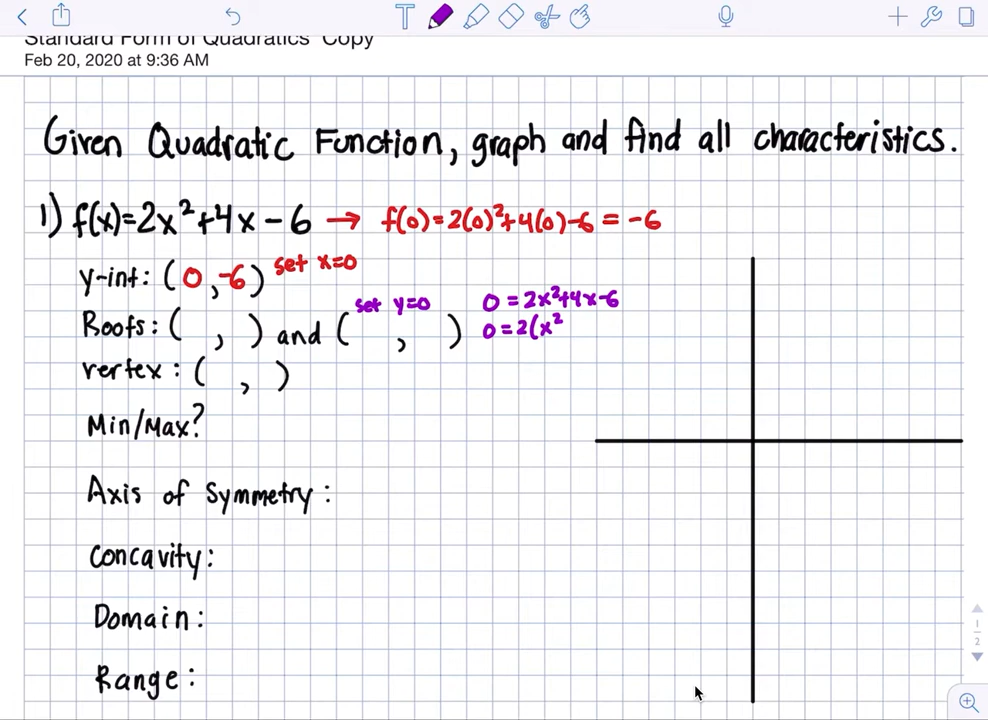 Standard Form of Quadratics Copy
Feb 20, 2020 at 9:36 AM
Given Quadratic Function, graph and find all characteristics.
1) f(x)=2x²+4x-6 → f(0)=2(0)²+4(0)-6 = -6
y-int: (0,-6) set x=0
set y=0 0=2x²+4x-6
Roots: ( , ) and ( , ) 0=2(x²
vertex: ( , )
Min/Max?
Axis of Symmetry:
Concavity:
Domain:
Range:
1/2